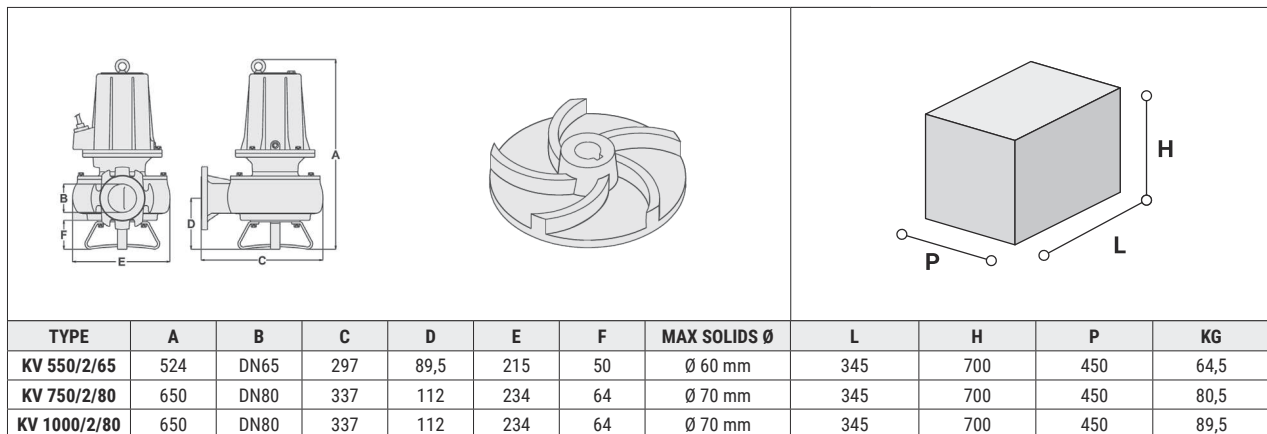 A
B
D
F
E
C
H
P
L
TYPE A B C D E F MAX SOLIDS Ø L H P KG
KV 550/2/65 524 DN65 297 89,5 215 50 Ø 60 mm 345 700 450 64,5
KV 750/2/80 650 DN80 337 112 234 64 Ø 70 mm 345 700 450 80,5
KV 1000/2/80 650 DN80 337 112 234 64 Ø 70 mm 345 700 450 89,5